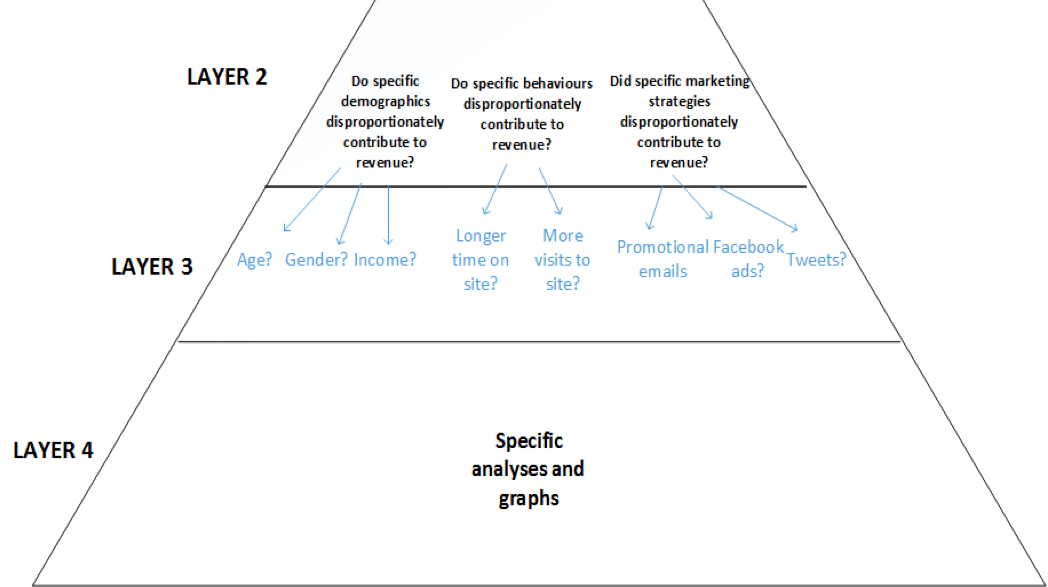 LAYER 2
Do specific
demographics
disproportionately
contribute to
revenue?
Do specific behaviours
disproportionately
contribute to
revenue?
Did specific marketing
strategies
disproportionately
contribute to
revenue?
LAYER 3
Age?
Gender?
Income?
Longer
time on
site?
More
visits to
site?
Promotional
emails
Facebook
ads?
Tweets?
LAYER 4
Specific
analyses and
graphs